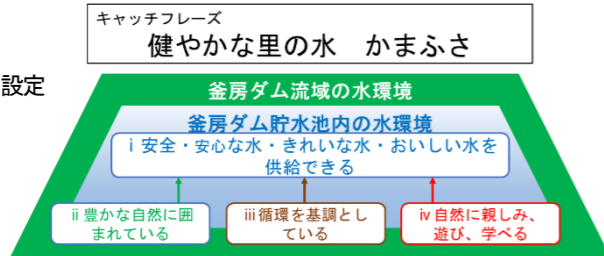 キャッチフレーズ
健やかな里の水　かまふさ
設定
釜房ダム流域の水環境
釜房ダム貯水池内の水環境
ⅰ安全・安心な水・きれいな水・おいしい水を
供給できる
ⅱ豊かな自然に囲
まれている
ⅲ循環を基調とし
ている
ⅳ自然に親しみ、
遊び、学べる